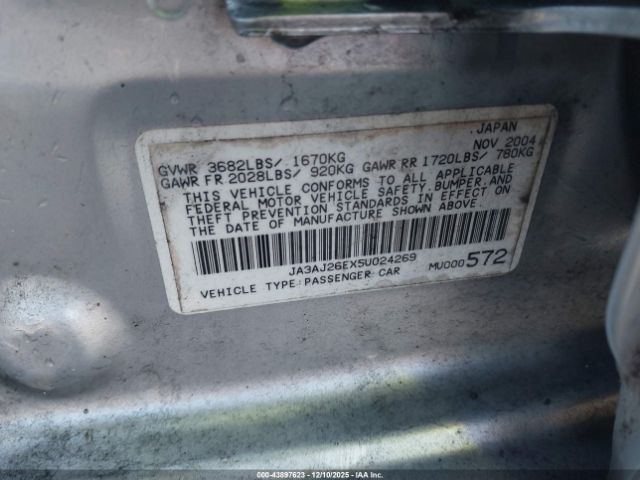 JAPAN
NOV 2004
GVWR 3682LBS/ 1670KG
GAWR FR 2028LBS/ 920KG GAWR RR 1720LBS/ 780KG
THIS VEHICLE CONFORMS TO ALL APPLICABLE
FEDERAL MOTOR VEHICLE SAFETY,BUMPER,AND
THEFT PREVENTION STANDARDS IN EFFECT ON
THE DATE OF MANUFACTURE SHOWN ABOVE.
JA3AJ26EX5U024269
MU000572
VEHICLE TYPE:PASSENGER CAR
000-43897623 - 12/10/2025 - IAAI.COM